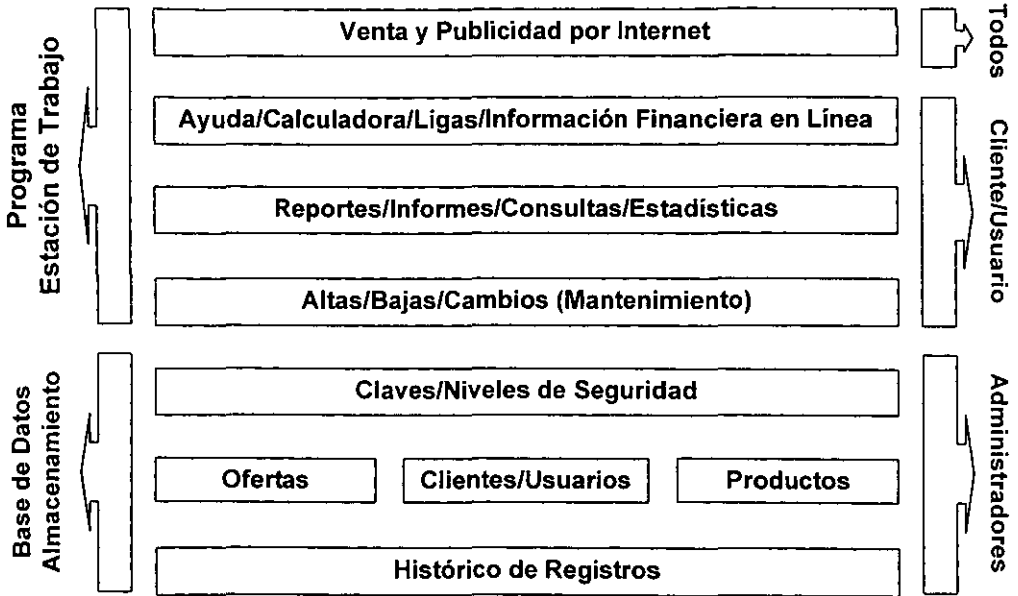 Programa
Estación de Trabajo
Venta y Publicidad por Internet
Todos
Ayuda/Calculadora/Ligas/Información Financiera en Línea
Reportes/Informes/Consultas/Estadísticas
Altas/Bajas/Cambios (Mantenimiento)
Cliente/Usuario
Base de Datos
Almacenamiento
Claves/Niveles de Seguridad
Ofertas
Clientes/Usuarios
Productos
Histórico de Registros
Administradores